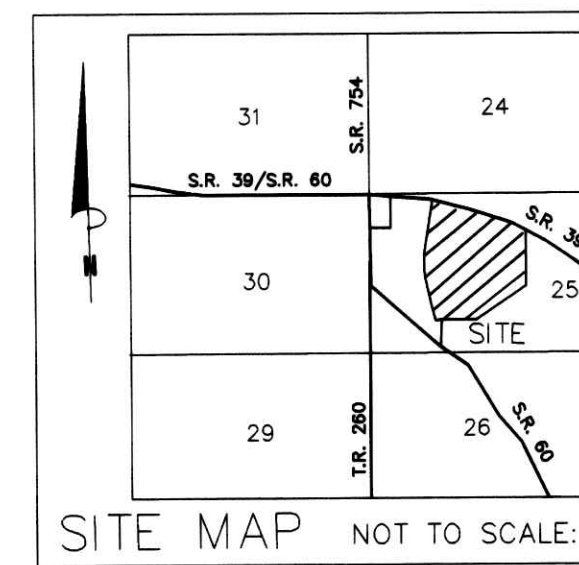 31
S.R. 754
24
S.R. 39/S.R. 60
S.R. 39
N
30
25
SITE
29
T.R. 260
26
S.R. 60
SITE MAP NOT TO SCALE: